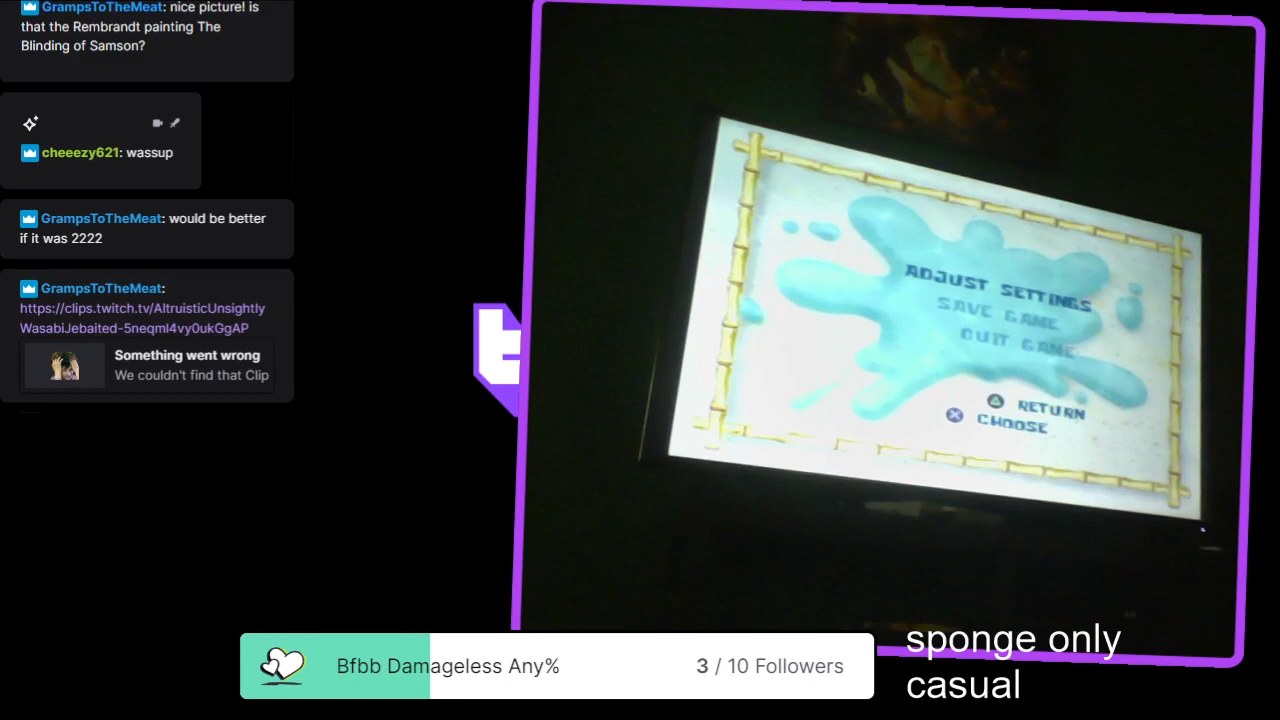 GrampsToTheMeat: nice picture! is
that the Rembrandt painting The
Blinding of Samson?
cheeezy621: wassup
GrampsToTheMeat: would be better
if it was 2222
GrampsToTheMeat:
https://clips.twitch.tv/AltruisticUnsightly
WasabiJebaited-5neqml4vy0ukGgAP
Something went wrong
We couldn't find that Clip
ADJUST SETTINGS
SAVE GAME
QUIT GAME
RETURN
CHOOSE
Bfbb Damageless Any%
3 / 10 Followers
sponge only
casual